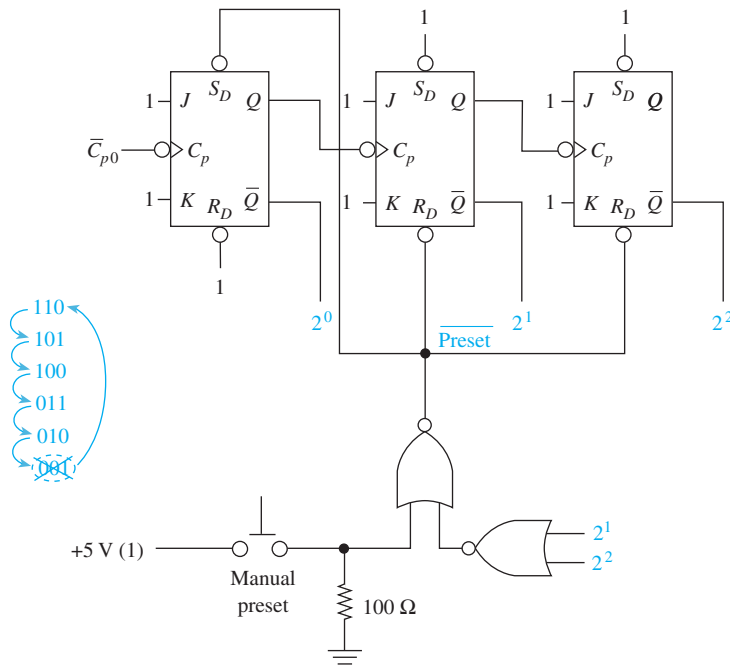 1 1
S_D S_D S_D
1 J Q 1 J Q 1 J Q
C̅_p0 C_p C_p C_p
1 K R_D Q̅ 1 K R_D Q̅ 1 K R_D Q̅
1
2^0 2^1 2^2
P̅r̅e̅s̅e̅t̅
110
101
100
011
010
001
+5 V (1)
Manual
preset
100 Ω
2^1
2^2